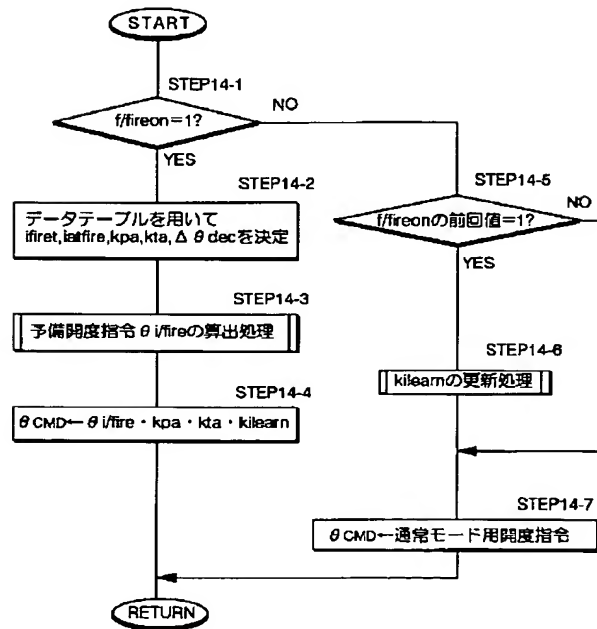 START
STEP14-1
f/fireon=1?
NO
YES
STEP14-2
データテーブルを用いて
ifiret,iatfire,kpa,kta,Δθdecを決定
STEP14-3
予備開度指令θi/fireの算出処理
STEP14-4
θCMD←θi/fire・kpa・kta・kilearn
STEP14-5
NO
f/fireonの前回値=1?
YES
STEP14-6
kilearnの更新処理
STEP14-7
θCMD←通常モード用開度指令
RETURN